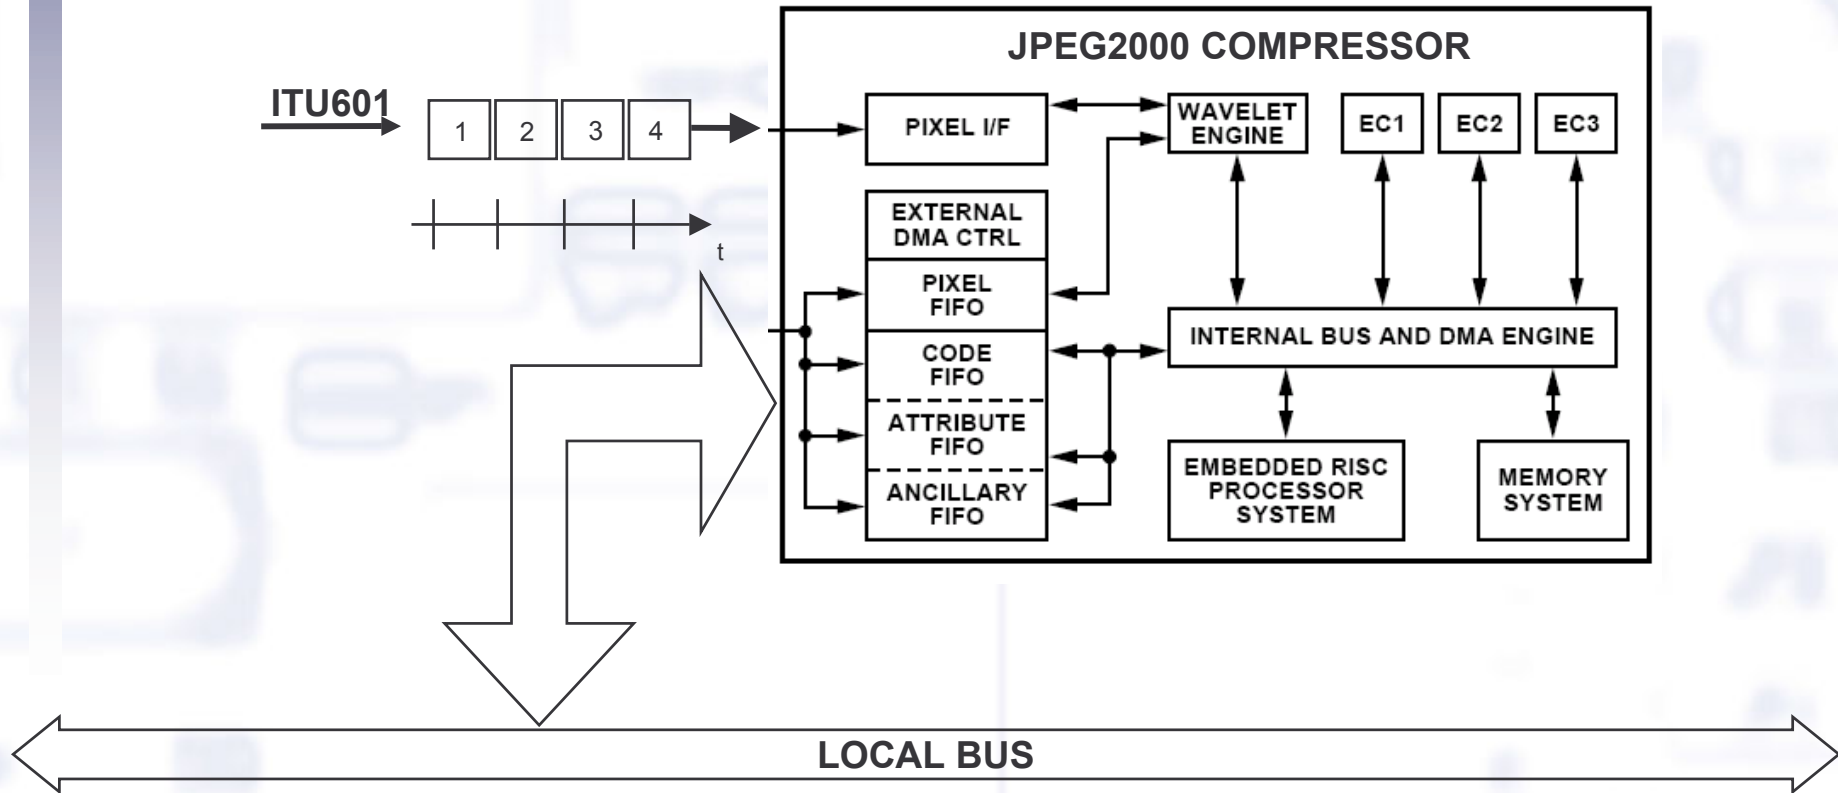 JPEG2000 COMPRESSOR
ITU601
1 2 3 4
t
PIXEL I/F
WAVELET
ENGINE
EC1
EC2
EC3
EXTERNAL
DMA CTRL
PIXEL
FIFO
CODE
FIFO
ATTRIBUTE
FIFO
ANCILLARY
FIFO
INTERNAL BUS AND DMA ENGINE
EMBEDDED RISC
PROCESSOR
SYSTEM
MEMORY
SYSTEM
LOCAL BUS